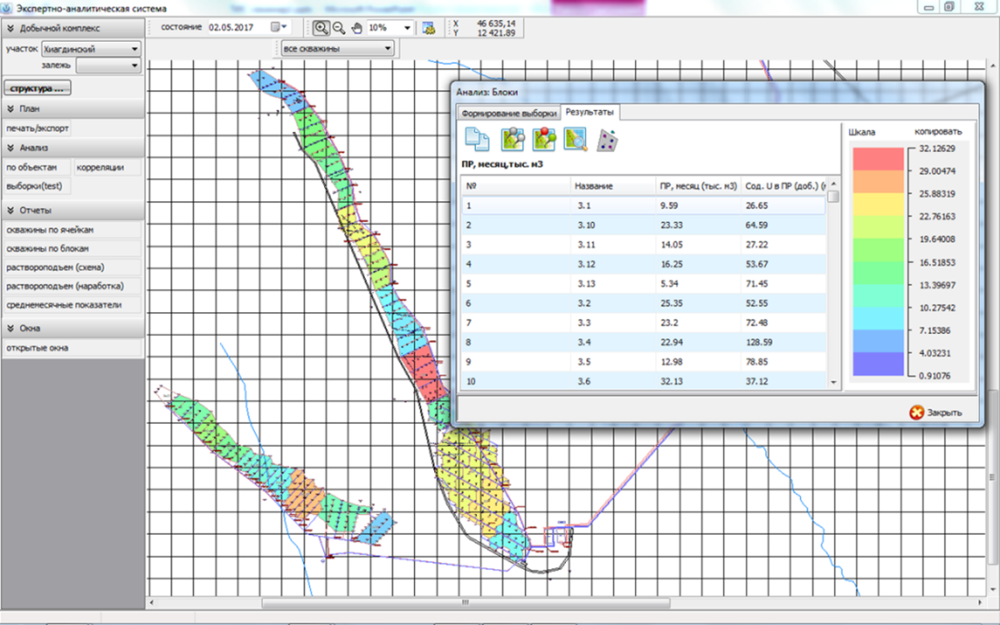 Экспертно-аналитическая система
Добычной комплекс
участок Хиагдинский
залежь
структура ...
План
печать/экспорт
Анализ
по объектам корреляции
выборки(test)
Отчеты
скважины по ячейкам
скважины по блокам
раствороподъем (схема)
раствороподъем (наработка)
среднемесячные показатели
Окна
открытые окна
состояние 02.05.2017 10% X 46 635,14
Y 12 421.89
все скважины
Анализ: Блоки
Формирование выборки Результаты
ПР, месяц,тыс. м3
№ Название ПР, месяц (тыс. м3) Сод. U в ПР (доб.) (
1 3.1 9.59 26.65
2 3.10 23.33 64.59
3 3.11 14.05 27.22
4 3.12 16.25 53.67
5 3.13 5.34 71.45
6 3.2 25.35 52.55
7 3.3 23.2 72.48
8 3.4 22.94 128.59
9 3.5 12.98 78.85
10 3.6 32.13 37.12
Шкала копировать
32.12629
29.00474
25.88319
22.76163
19.64008
16.51853
13.39697
10.27542
7.15386
4.03231
0.91076
Закрыть